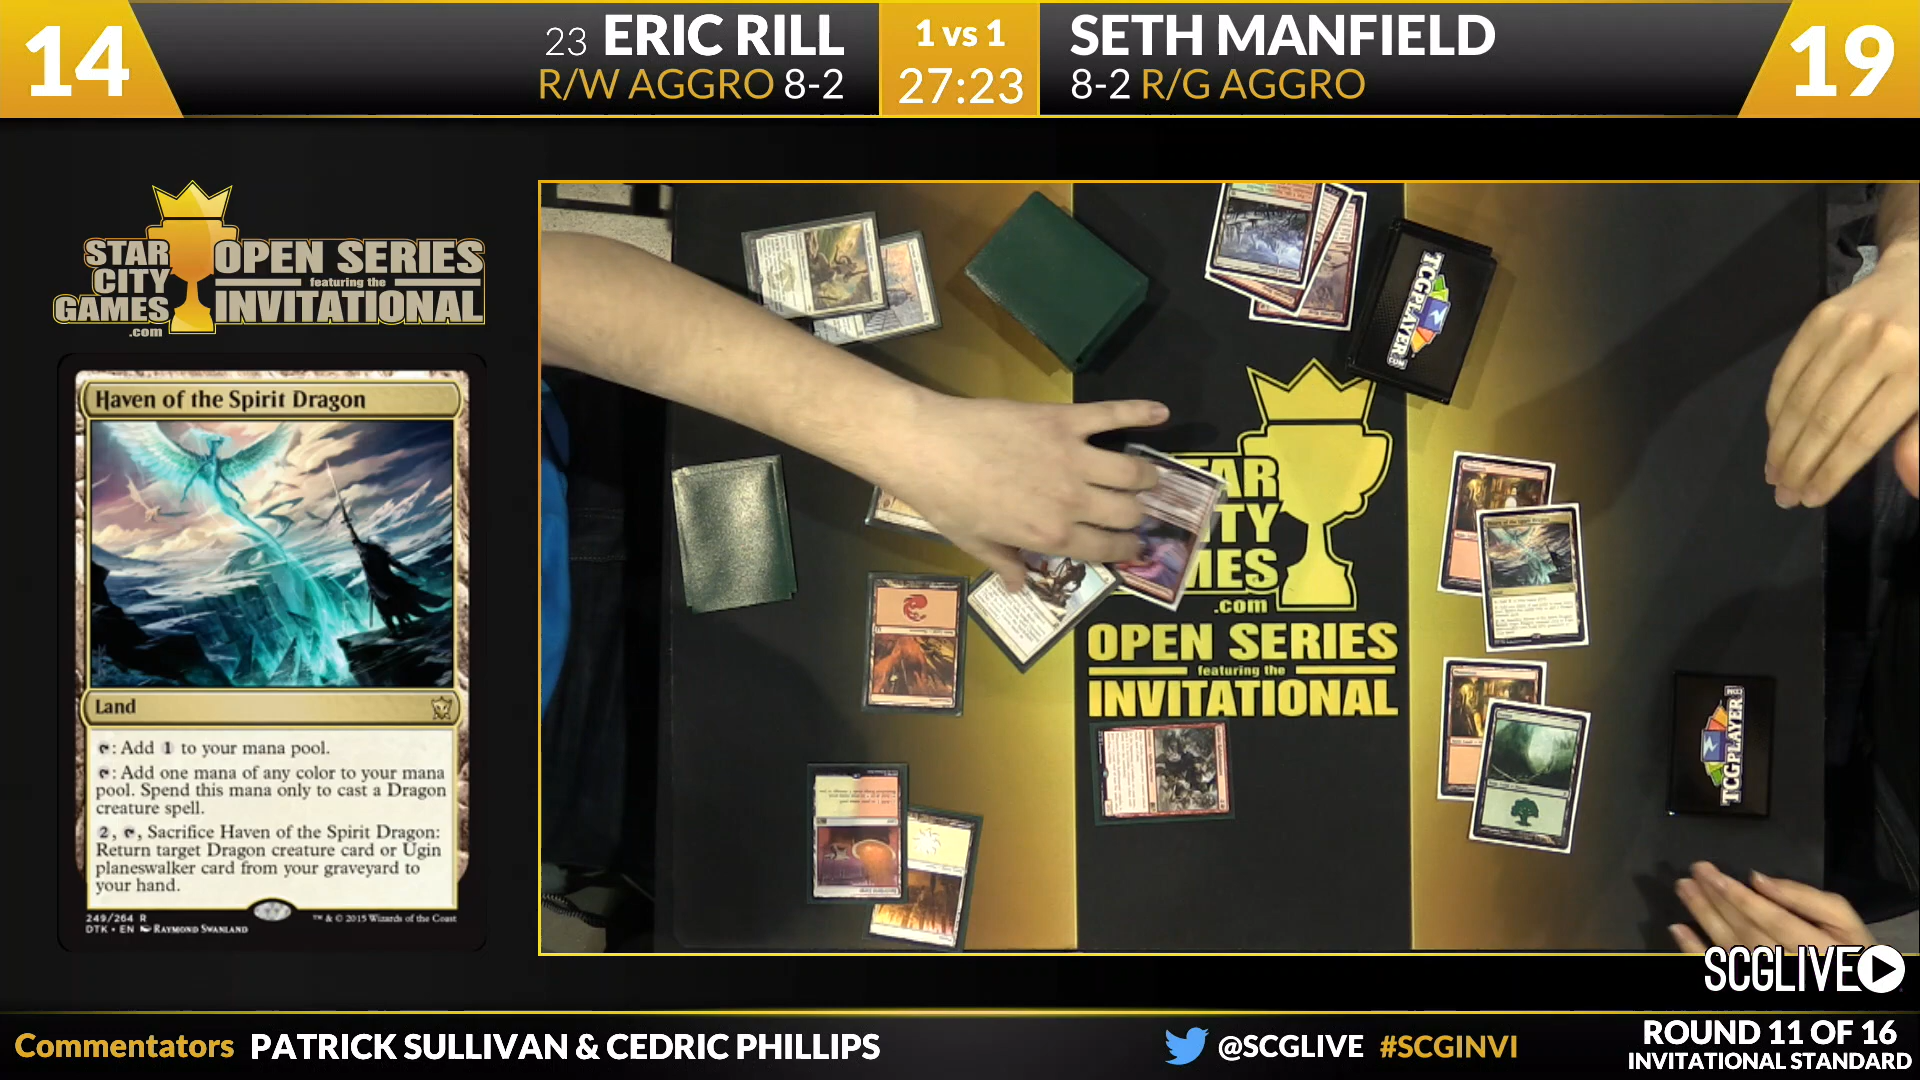 14
23 ERIC RILL
R/W AGGRO 8-2
1 vs 1
27:23
SETH MANFIELD
8-2 R/G AGGRO
19
STAR
CITY
GAMES
.com
OPEN SERIES
featuring the
INVITATIONAL
Haven of the Spirit Dragon
Land
: Add 1 to your mana pool.
: Add one mana of any color to your mana
pool. Spend this mana only to cast a Dragon
creature spell.
2, , Sacrifice Haven of the Spirit Dragon:
Return target Dragon creature card or Ugin
planeswalker card from your graveyard to
your hand.
249/264 R
DTK • EN RAYMOND SWANLAND
™ & © 2015 Wizards of the Coast
TCGPLAYER
.COM
STAR
CITY
GAMES
.com
OPEN SERIES
featuring the
INVITATIONAL
TCGPLAYER
.COM
SCGLIVE
Commentators PATRICK SULLIVAN & CEDRIC PHILLIPS
@SCGLIVE #SCGINVI
ROUND 11 OF 16
INVITATIONAL STANDARD